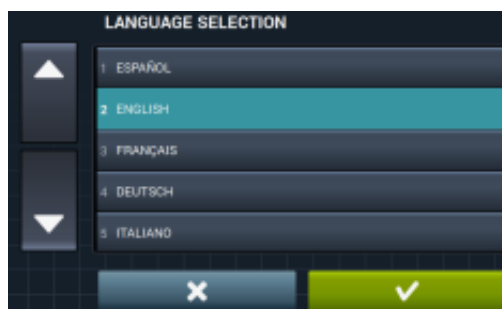 LANGUAGE SELECTION
1 ESPAÑOL
2 ENGLISH
3 FRANÇAIS
4 DEUTSCH
5 ITALIANO